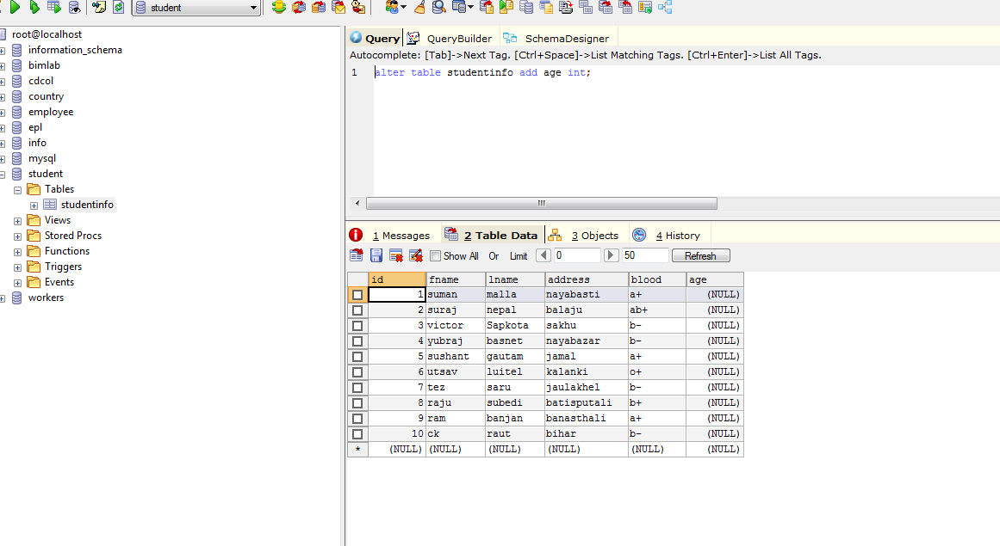 student
root@localhost
information_schema
bimlab
cdcol
country
employee
epl
info
mysql
student
Tables
studentinfo
Views
Stored Procs
Functions
Triggers
Events
workers
Query QueryBuilder SchemaDesigner
Autocomplete: [Tab]->Next Tag. [Ctrl+Space]->List Matching Tags. [Ctrl+Enter]->List All Tags.
1 alter table studentinfo add age int;
1 Messages 2 Table Data 3 Objects 4 History
Show All Or Limit 0 50 Refresh
id fname lname address blood age
1 suman malla nayabasti a+ (NULL)
2 suraj nepal balaju ab+ (NULL)
3 victor Sapkota sakhu b- (NULL)
4 yubraj basnet nayabazar b- (NULL)
5 sushant gautam jamal a+ (NULL)
6 utsav luitel kalanki o+ (NULL)
7 tez saru jaulakhel b- (NULL)
8 raju subedi batisputali b+ (NULL)
9 ram banjan banasthali a+ (NULL)
10 ck raut bihar b- (NULL)
* (NULL) (NULL) (NULL) (NULL) (NULL) (NULL)